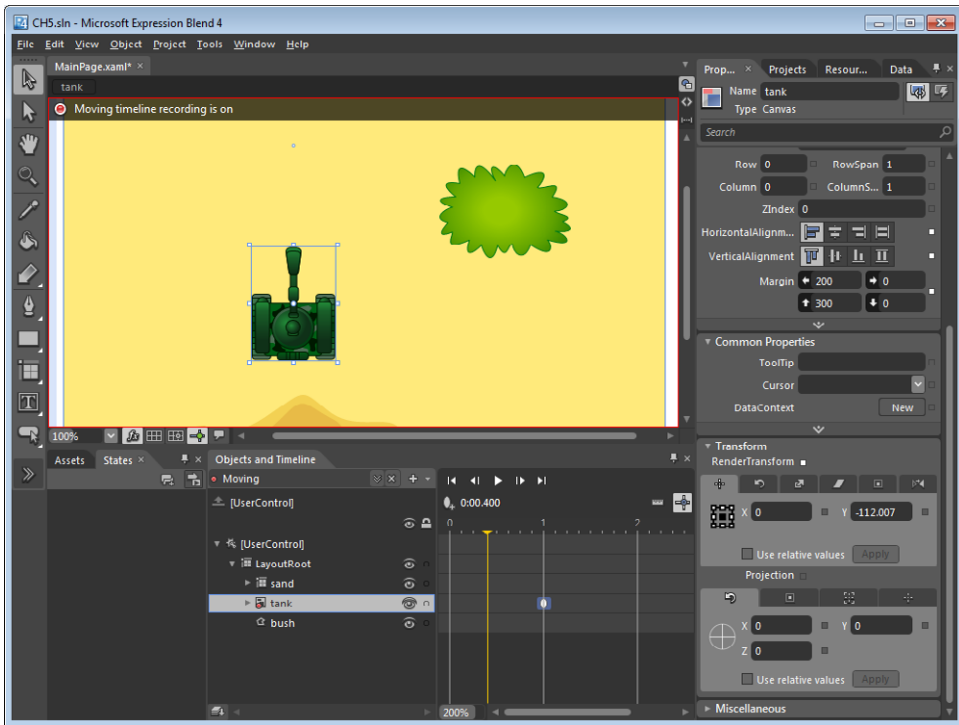 CH5.sln - Microsoft Expression Blend 4
File Edit View Object Project Tools Window Help
MainPage.xaml* ×
tank
Moving timeline recording is on
100%
Assets States ×
Objects and Timeline
Moving
[UserControl]
0:00.400
0 1 2
[UserControl]
LayoutRoot
sand
tank
bush
200%
Prop... × Projects Resour... Data
Name tank
Type Canvas
Search
Row 0 RowSpan 1
Column 0 ColumnS... 1
ZIndex 0
HorizontalAlignm...
VerticalAlignment
Margin 200 0
300 0
Common Properties
ToolTip
Cursor
DataContext New
Transform
RenderTransform
X 0 Y -112.007
Use relative values Apply
Projection
X 0 Y 0
Z 0
Use relative values Apply
Miscellaneous